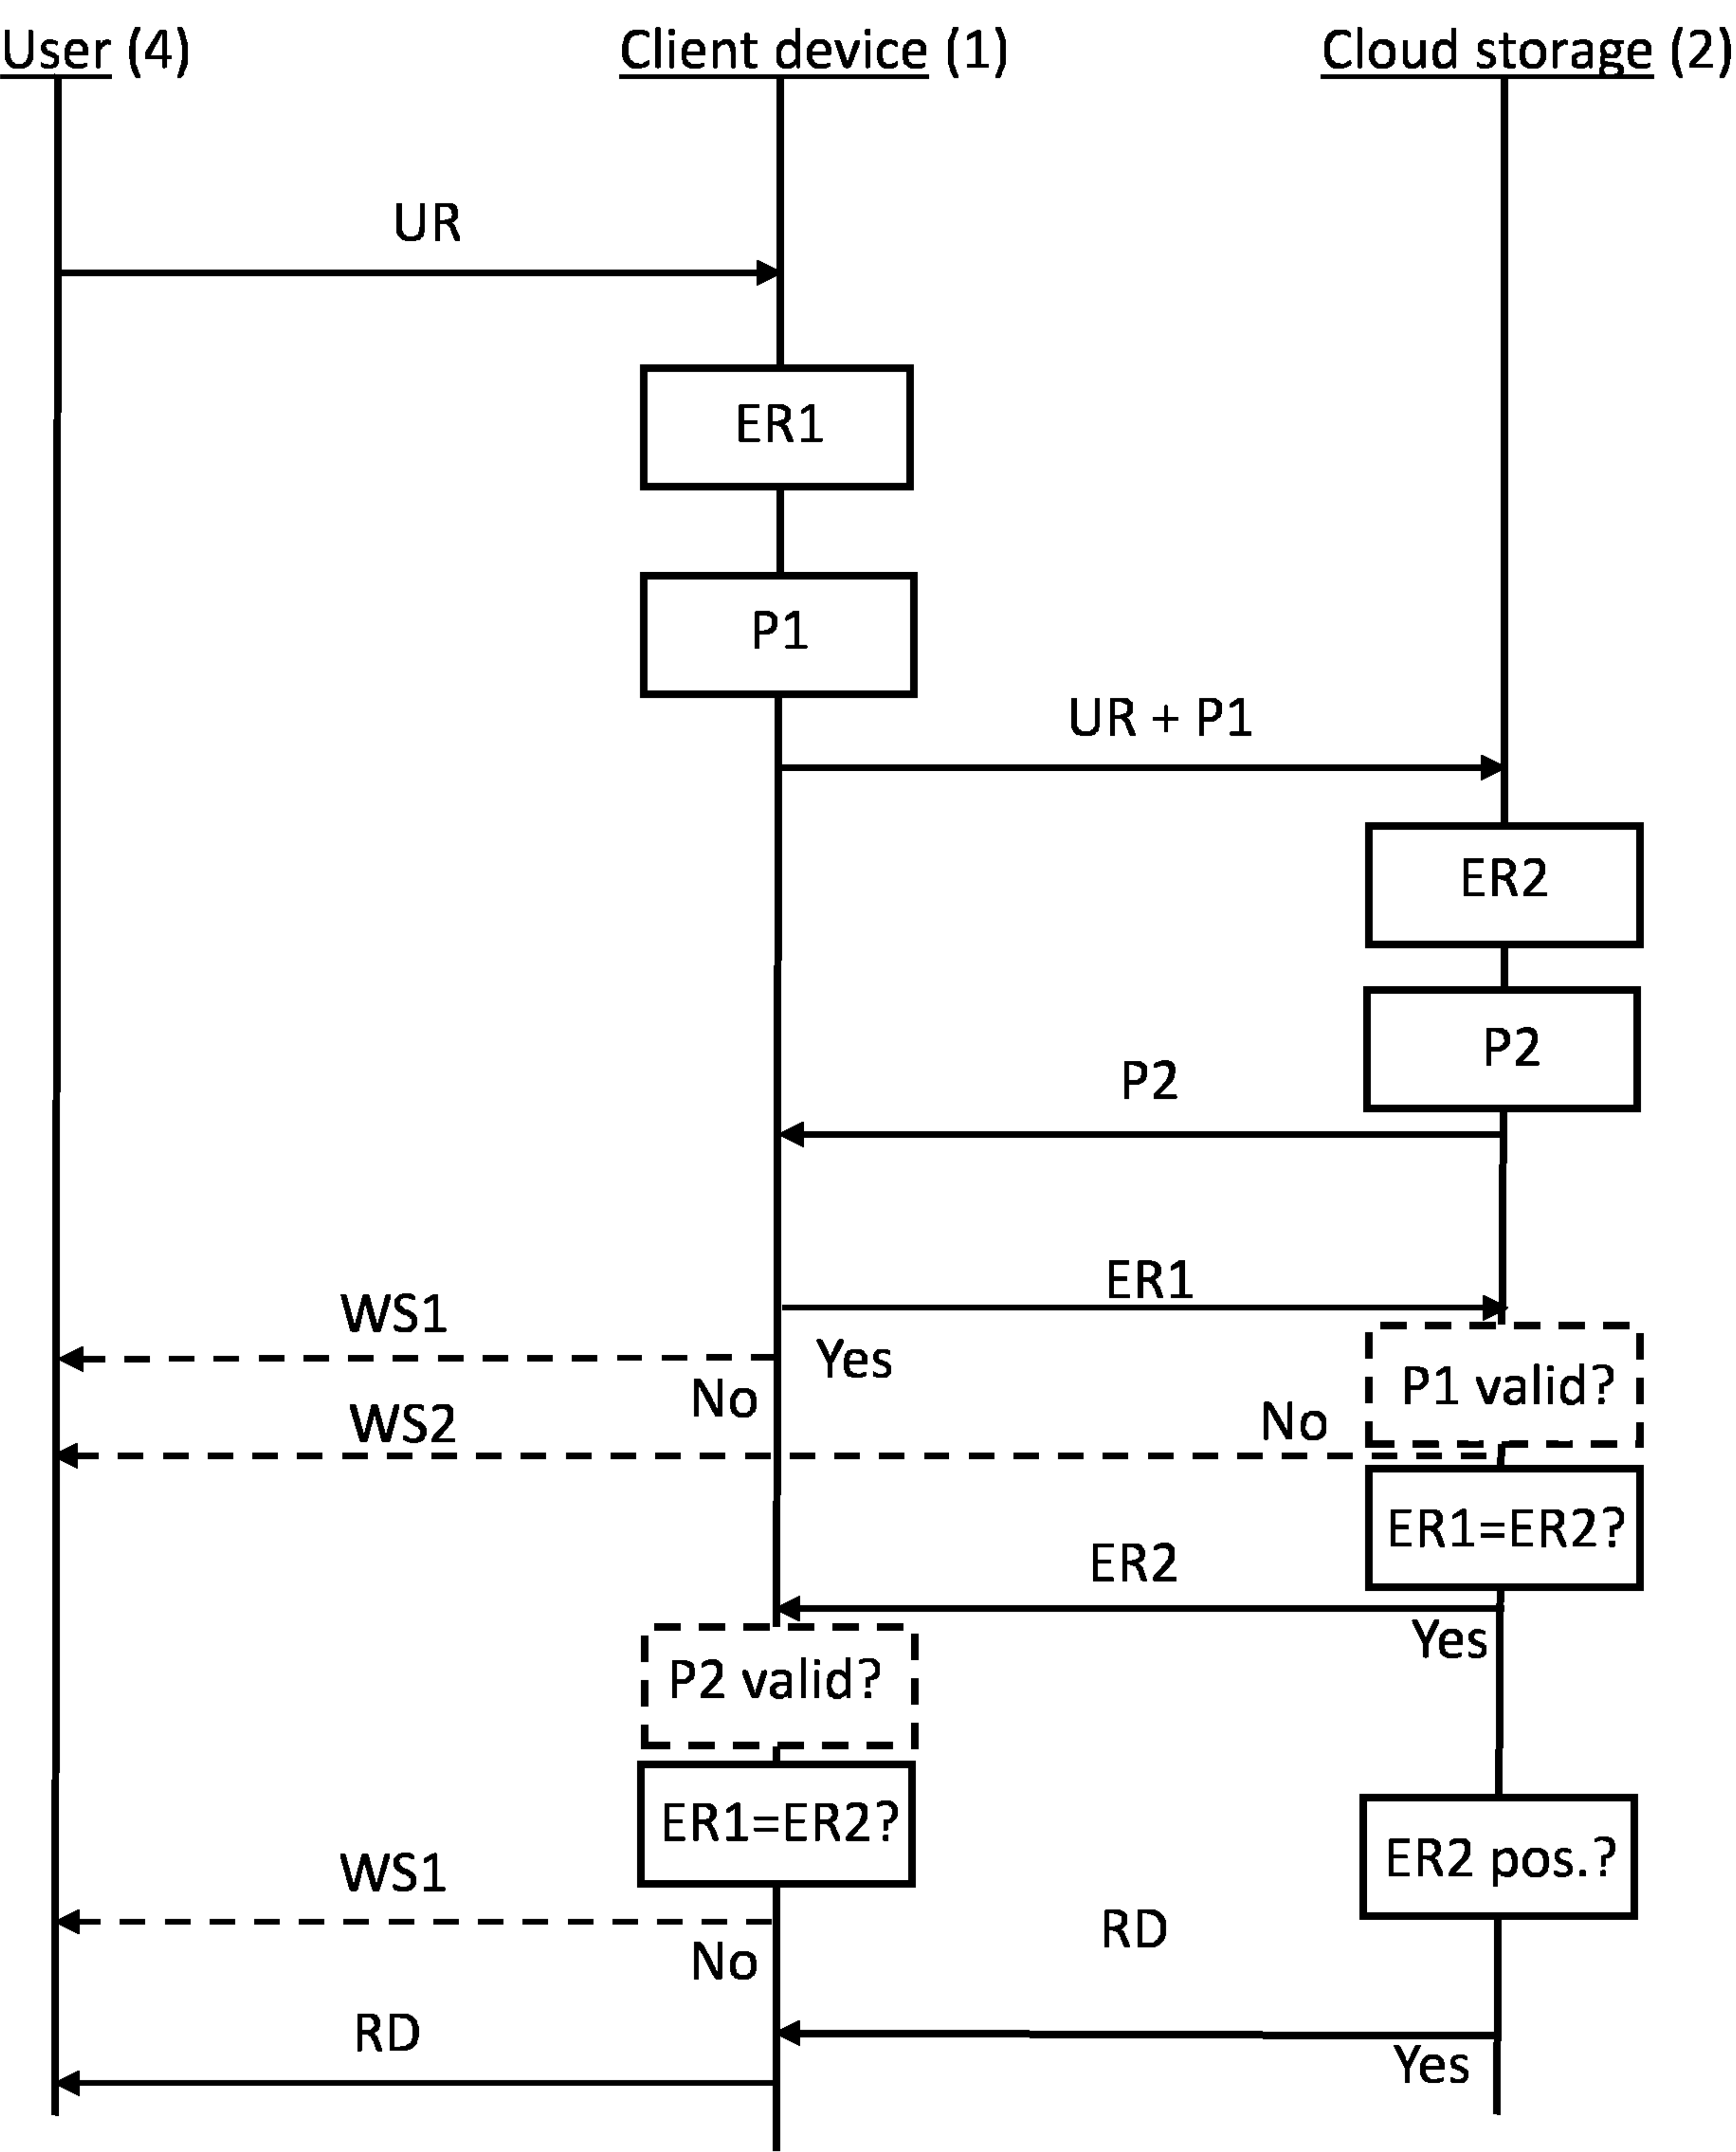 User (4)
Client device (1)
Cloud storage (2)
UR
ER1
P1
UR + P1
ER2
P2
P2
ER1
WS1
Yes
P1 valid?
No
No
WS2
ER1=ER2?
ER2
Yes
P2 valid?
ER1=ER2?
ER2 pos.?
WS1
RD
No
RD
Yes